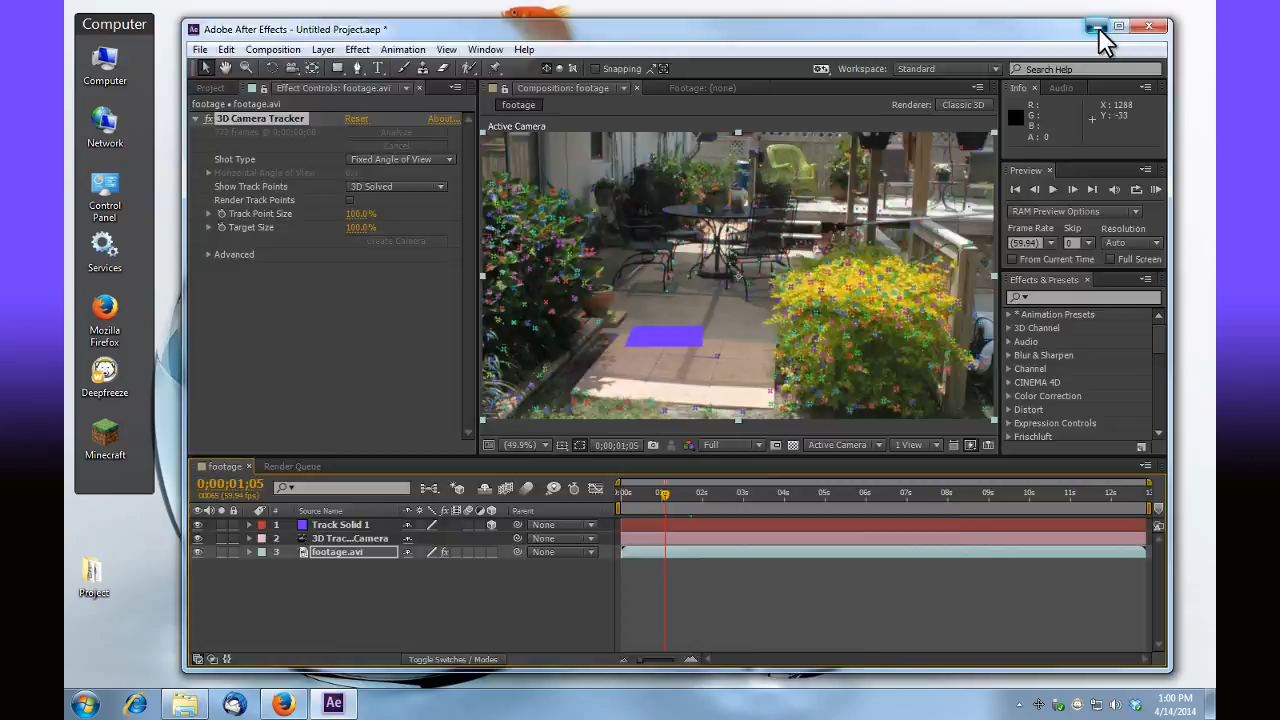 Computer
Computer
Network
Control
Panel
Services
Mozilla
Firefox
Deepfreeze
Minecraft
Project
Adobe After Effects - Untitled Project.aep *
File Edit Composition Layer Effect Animation View Window Help
Snapping
Workspace: Standard
Search Help
Project Effect Controls: footage.avi
footage • footage.avi
3D Camera Tracker Reset About...
Analyze
Cancel
Shot Type Fixed Angle of View
Horizontal Angle of View
Show Track Points 3D Solved
Render Track Points
Track Point Size 100.0%
Target Size 100.0%
Create Camera
Advanced
Composition: footage Footage: (none)
footage
Renderer: Classic 3D
Active Camera
(49.9%) 0;00;01;05 Full Active Camera 1 View
Info Audio
R : X : 1288
G : Y : -33
B :
A : 0
Preview
RAM Preview Options
Frame Rate Skip Resolution
(59.94) 0 Auto
From Current Time Full Screen
Effects & Presets
* Animation Presets
3D Channel
Audio
Blur & Sharpen
Channel
CINEMA 4D
Color Correction
Distort
Expression Controls
Frischluft
footage Render Queue
0;00;01;05
00065 (59.94 fps)
# Source Name Parent
1 Track Solid 1 None
2 3D Trac...Camera None
3 footage.avi None
02s 03s 04s 05s 06s 07s 08s 09s 10s 11s 12s
Toggle Switches / Modes
Ae
1:00 PM
4/14/2014